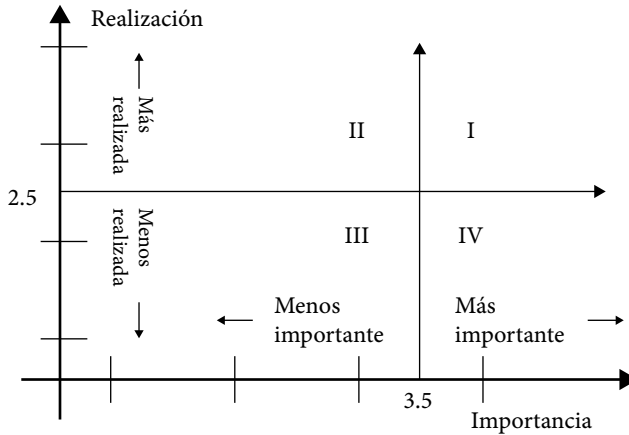 Realización
Más
realizada
II
I
2.5
Menos
realizada
III
IV
Menos
importante
Más
importante
3.5
Importancia